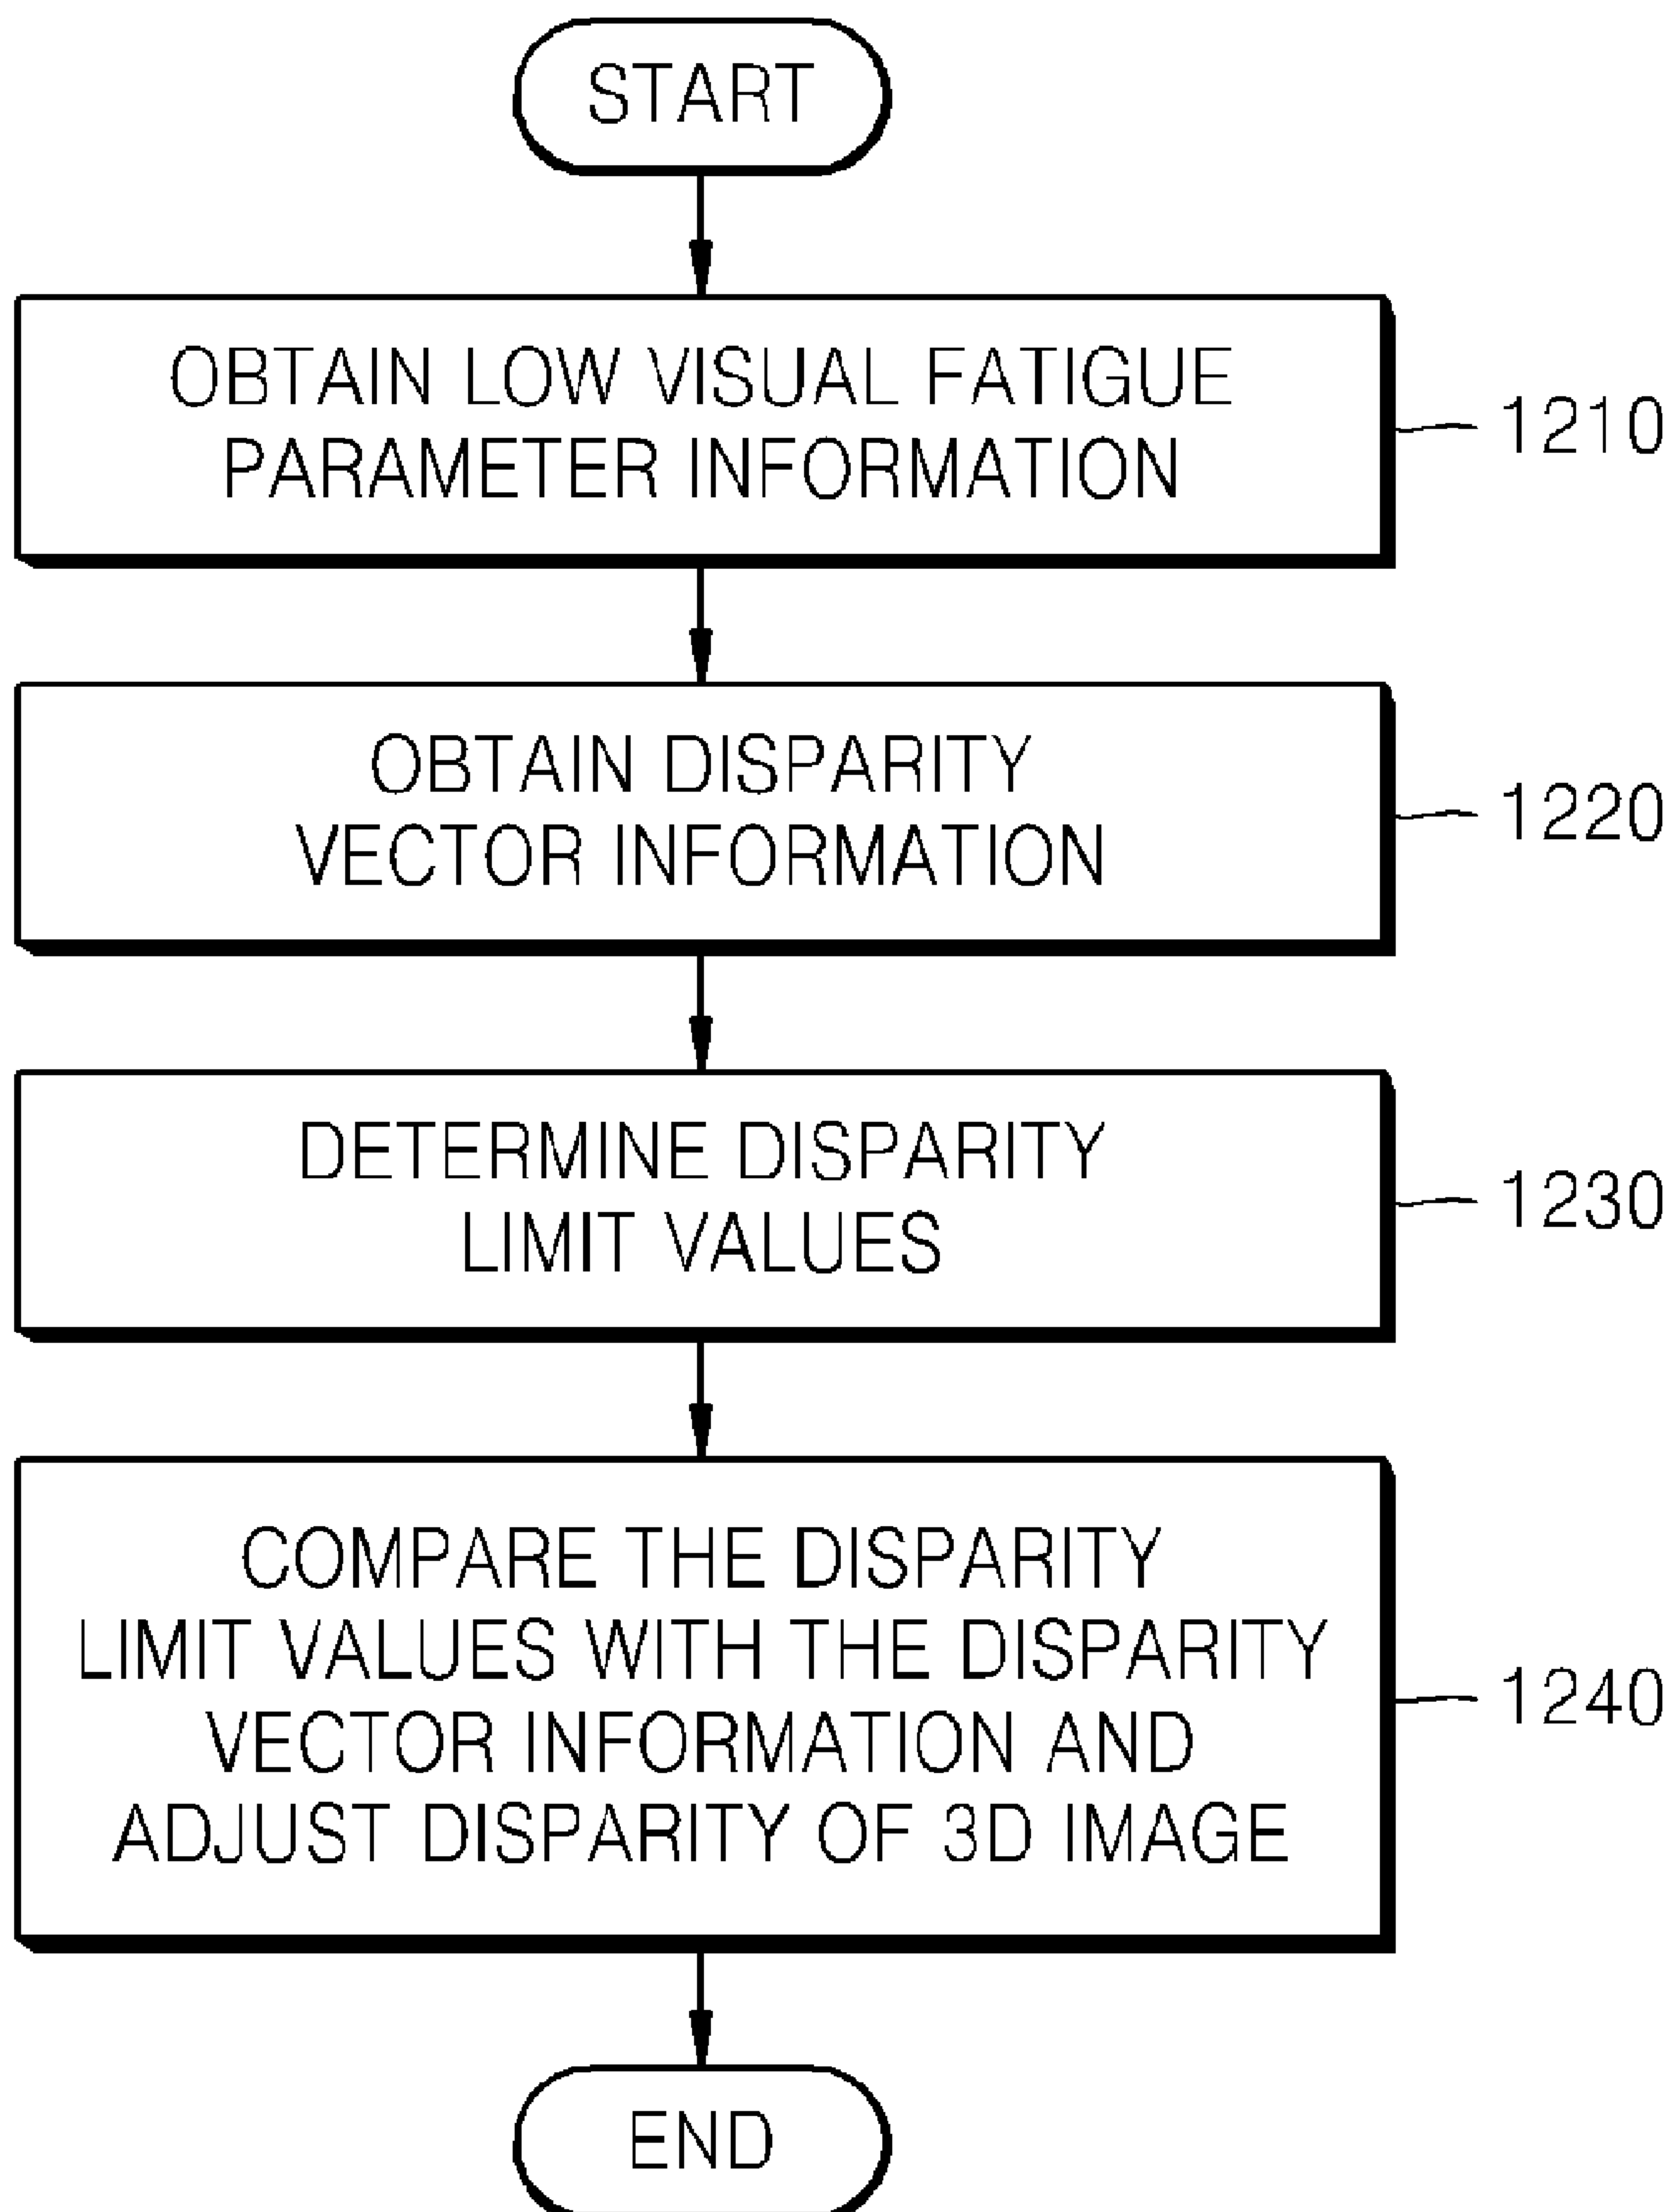 START
OBTAIN LOW VISUAL FATIGUE
PARAMETER INFORMATION
1210
OBTAIN DISPARITY
VECTOR INFORMATION
1220
DETERMINE DISPARITY
LIMIT VALUES
1230
COMPARE THE DISPARITY
LIMIT VALUES WITH THE DISPARITY
VECTOR INFORMATION AND
ADJUST DISPARITY OF 3D IMAGE
1240
END